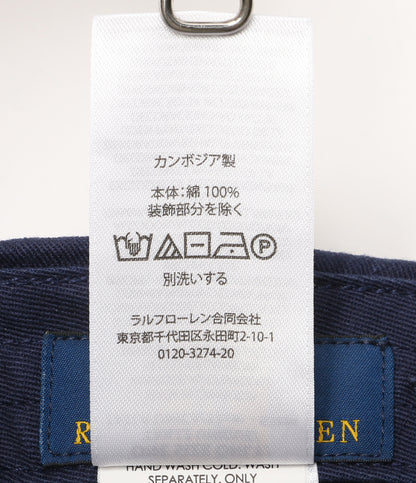 カンボジア製
本体：綿 100%
装飾部分を除く
P
別洗いする
ラルフローレン合同会社
東京都千代田区永田町2-10-1
0120-3274-20
R EN
HAND WASH COLD. WASH
SEPARATELY. ONLY